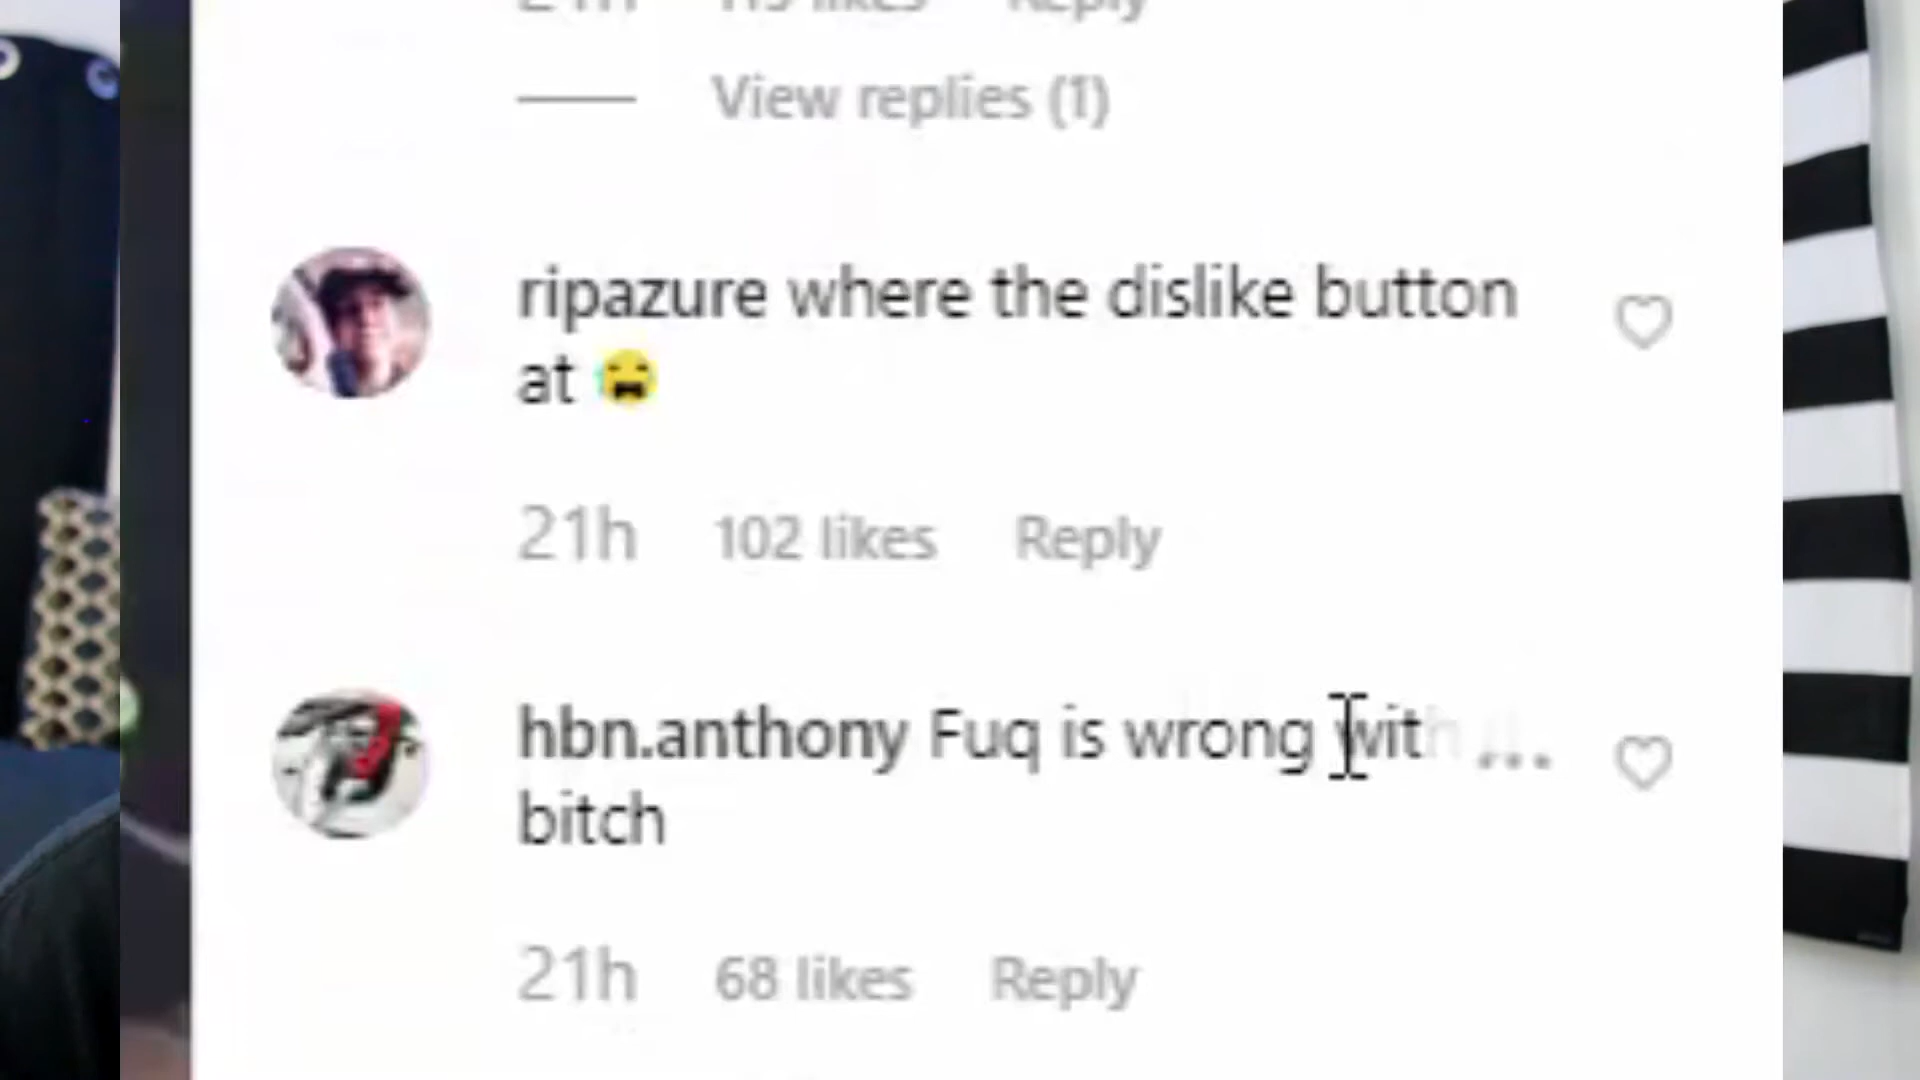 View replies (1)
ripazure where the dislike button
at 😫
21h 102 likes Reply
hbn.anthony Fuq is wrong with
bitch
21h 68 likes Reply